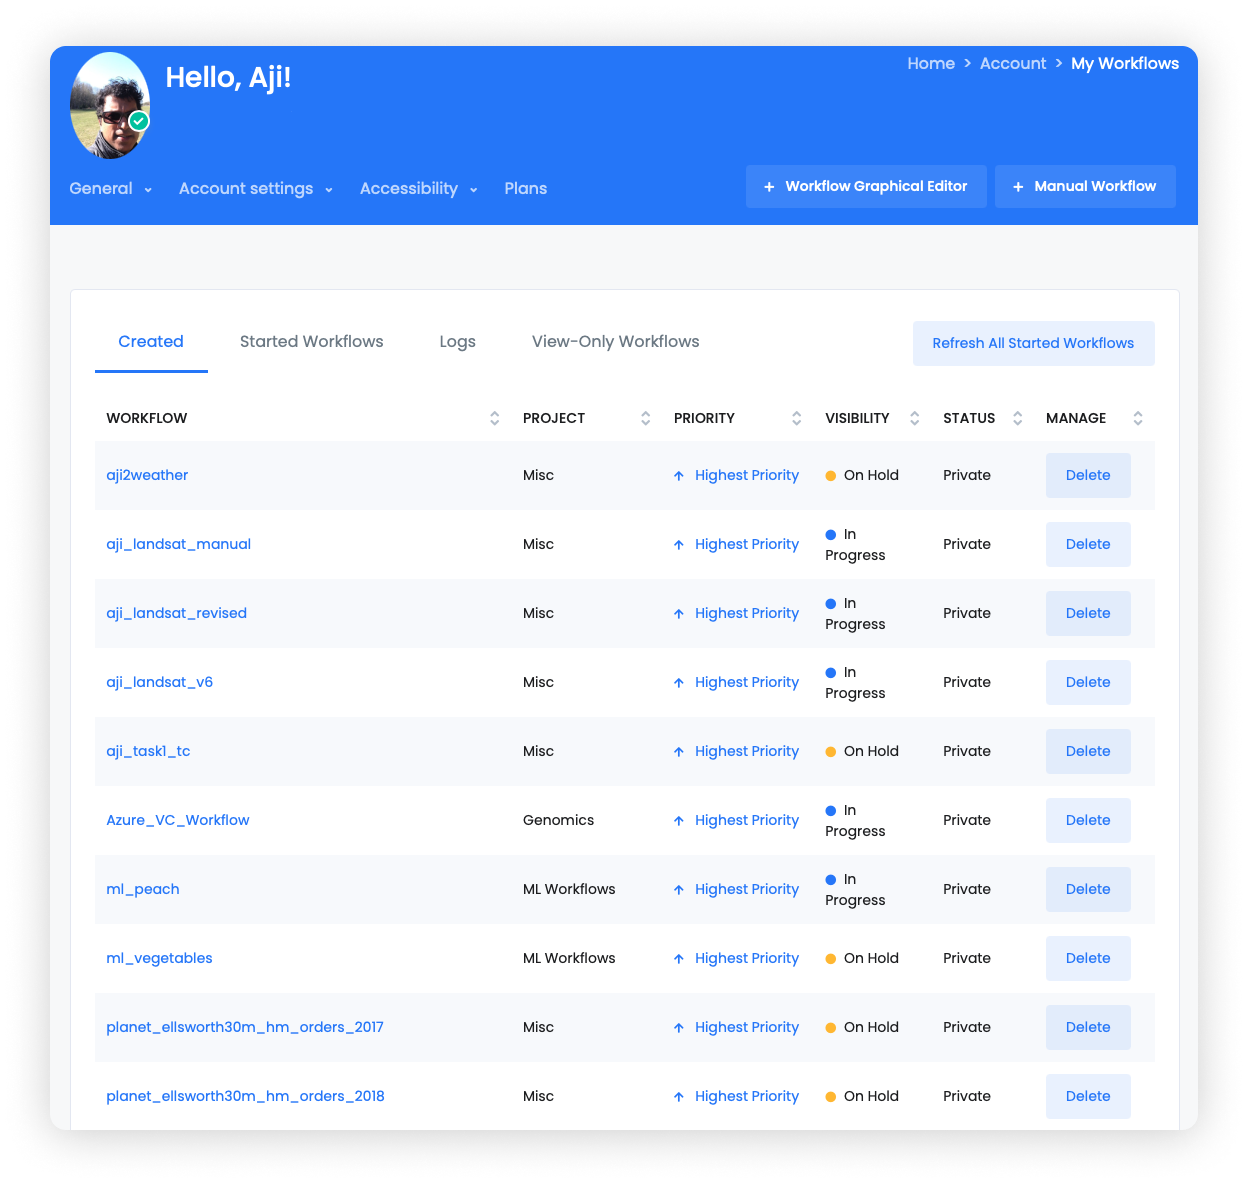 Hello, Aji!
Home > Account > My Workflows
General Account settings Accessibility Plans
+ Workflow Graphical Editor + Manual Workflow
Created Started Workflows Logs View-Only Workflows Refresh All Started Workflows
WORKFLOW PROJECT PRIORITY VISIBILITY STATUS MANAGE
aji2weather Misc Highest Priority On Hold Private Delete
aji_landsat_manual Misc Highest Priority In Progress Private Delete
aji_landsat_revised Misc Highest Priority In Progress Private Delete
aji_landsat_v6 Misc Highest Priority In Progress Private Delete
aji_task1_tc Misc Highest Priority On Hold Private Delete
Azure_VC_Workflow Genomics Highest Priority In Progress Private Delete
ml_peach ML Workflows Highest Priority In Progress Private Delete
ml_vegetables ML Workflows Highest Priority On Hold Private Delete
planet_ellsworth30m_hm_orders_2017 Misc Highest Priority On Hold Private Delete
planet_ellsworth30m_hm_orders_2018 Misc Highest Priority On Hold Private Delete